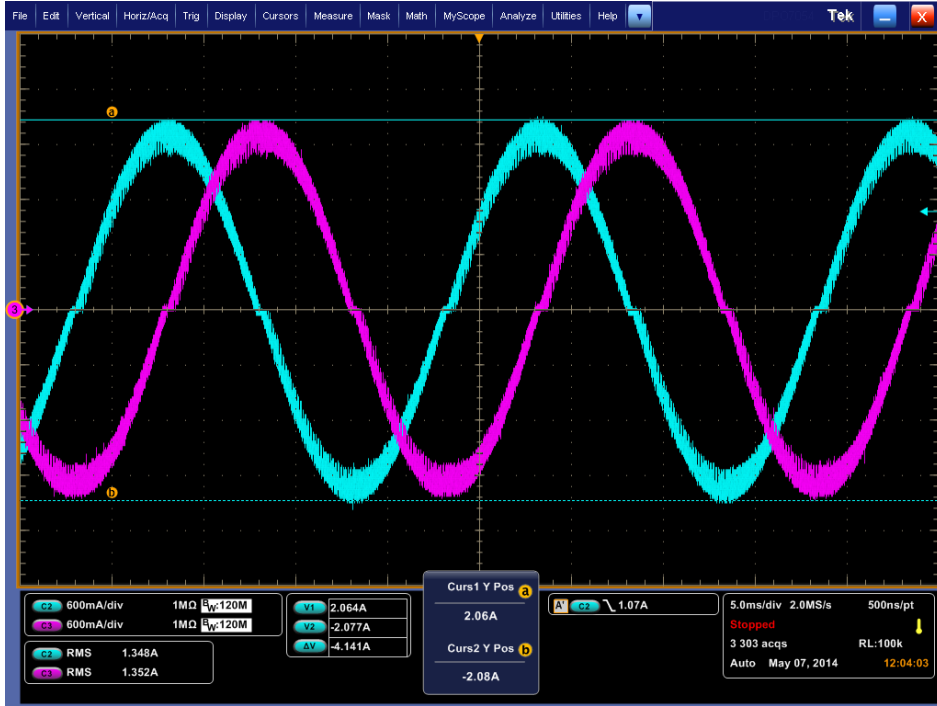 File Edit Vertical Horiz/Acq Trig Display Cursors Measure Mask Math MyScope Analyze Utilities Help Tek X
a
3
b
C2 600mA/div 1MΩ BW:120M
C3 600mA/div 1MΩ BW:120M
C2 RMS 1.348A
C3 RMS 1.352A
V1 2.064A
V2 -2.077A
ΔV -4.141A
Curs1 Y Pos a
2.06A
Curs2 Y Pos b
-2.08A
A' C2 1.07A
5.0ms/div 2.0MS/s 500ns/pt
Stopped
3 303 acqs RL:100k
Auto May 07, 2014 12:04:03